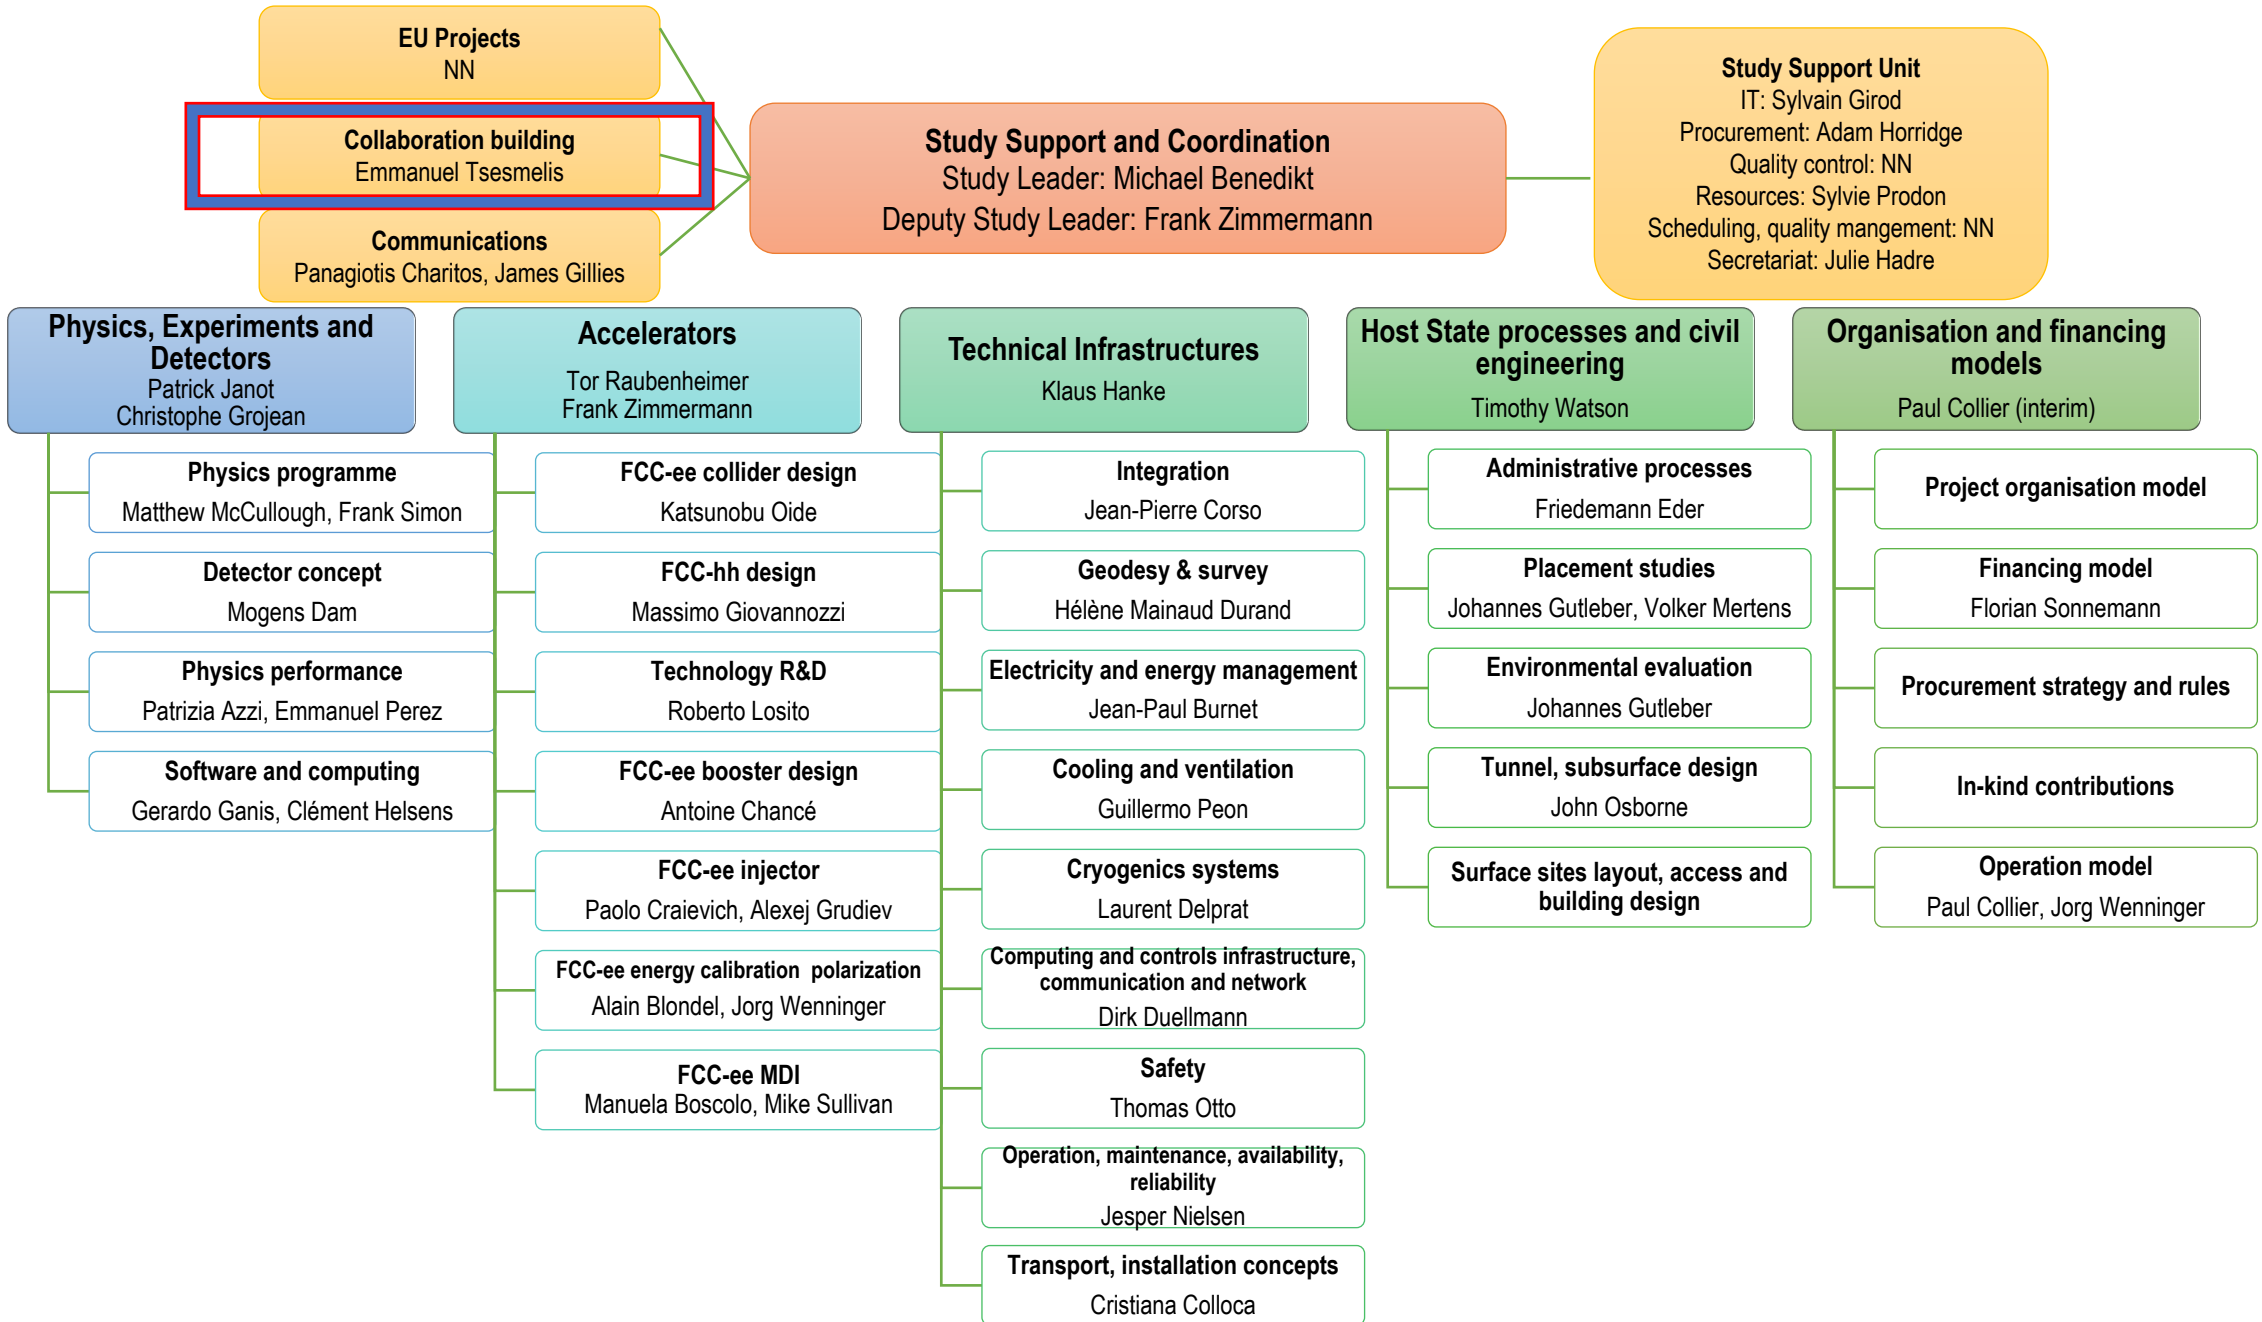 EU Projects
NN
Collaboration building
Emmanuel Tsesmelis
Communications
Panagiotis Charitos, James Gillies
Study Support and Coordination
Study Leader: Michael Benedikt
Deputy Study Leader: Frank Zimmermann
Study Support Unit
IT: Sylvain Girod
Procurement: Adam Horridge
Quality control: NN
Resources: Sylvie Prodon
Scheduling, quality mangement: NN
Secretariat: Julie Hadre
Physics, Experiments and
Detectors
Patrick Janot
Christophe Grojean
Physics programme
Matthew McCullough, Frank Simon
Detector concept
Mogens Dam
Physics performance
Patrizia Azzi, Emmanuel Perez
Software and computing
Gerardo Ganis, Clément Helsens
Accelerators
Tor Raubenheimer
Frank Zimmermann
FCC-ee collider design
Katsunobu Oide
FCC-hh design
Massimo Giovannozzi
Technology R&D
Roberto Losito
FCC-ee booster design
Antoine Chancé
FCC-ee injector
Paolo Craievich, Alexej Grudiev
FCC-ee energy calibration  polarization
Alain Blondel, Jorg Wenninger
FCC-ee MDI
Manuela Boscolo, Mike Sullivan
Technical Infrastructures
Klaus Hanke
Integration
Jean-Pierre Corso
Geodesy & survey
Hélène Mainaud Durand
Electricity and energy management
Jean-Paul Burnet
Cooling and ventilation
Guillermo Peon
Cryogenics systems
Laurent Delprat
Computing and controls infrastructure,
communication and network
Dirk Duellmann
Safety
Thomas Otto
Operation, maintenance, availability,
reliability
Jesper Nielsen
Transport, installation concepts
Cristiana Colloca
Host State processes and civil
engineering
Timothy Watson
Administrative processes
Friedemann Eder
Placement studies
Johannes Gutleber, Volker Mertens
Environmental evaluation
Johannes Gutleber
Tunnel, subsurface design
John Osborne
Surface sites layout, access and
building design
Organisation and financing
models
Paul Collier (interim)
Project organisation model
Financing model
Florian Sonnemann
Procurement strategy and rules
In-kind contributions
Operation model
Paul Collier, Jorg Wenninger